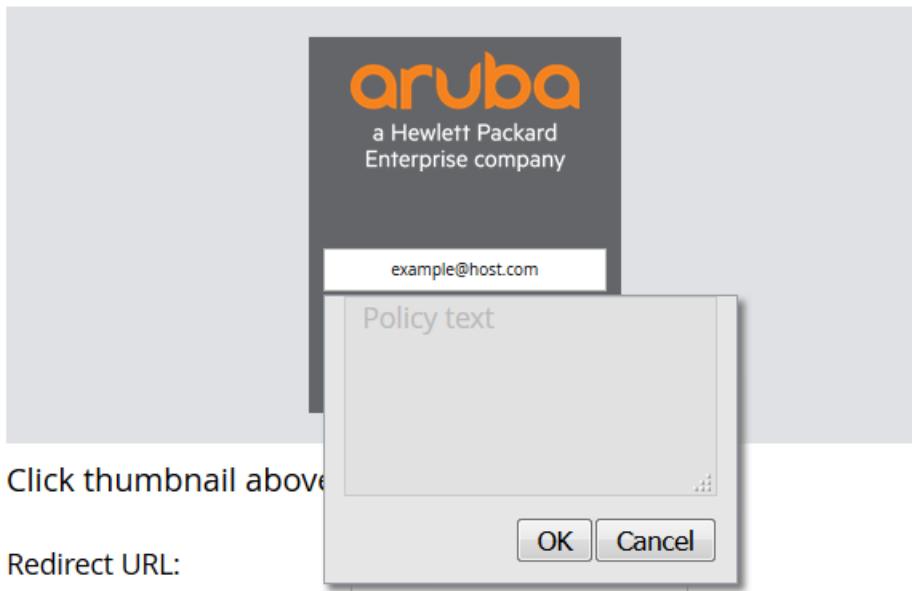 aruba
a Hewlett Packard
Enterprise company
example@host.com
Policy text
Click thumbnail above
OK Cancel
Redirect URL: